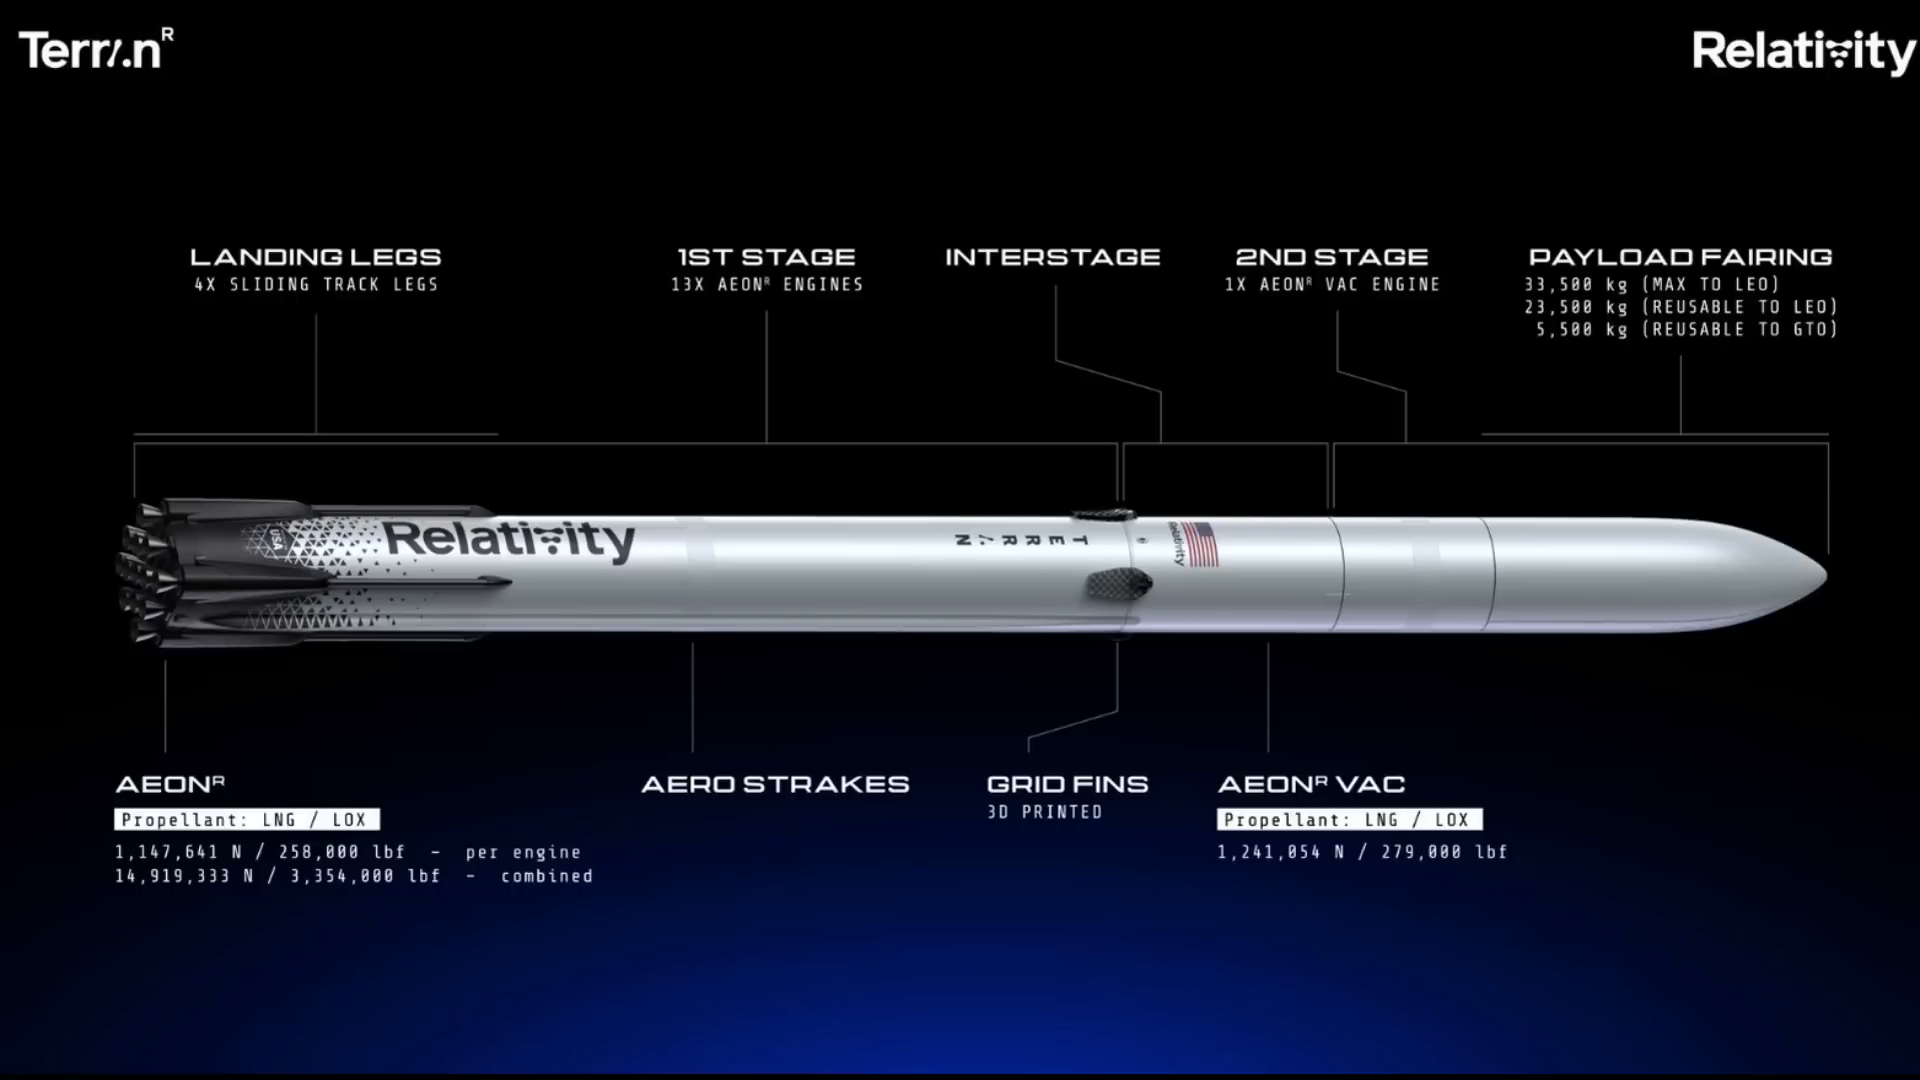 Terr/.n R
Relativity
LANDING LEGS
4X SLIDING TRACK LEGS
1ST STAGE
13X AEONᴿ ENGINES
INTERSTAGE
2ND STAGE
1X AEONᴿ VAC ENGINE
PAYLOAD FAIRING
33,500 kg (MAX TO LEO)
23,500 kg (REUSABLE TO LEO)
5,500 kg (REUSABLE TO GTO)
USA
Relativity
TERR/.N
Relativity
AEONᴿ
Propellant: LNG / LOX
1,147,641 N / 258,000 lbf - per engine
14,919,333 N / 3,354,000 lbf - combined
AERO STRAKES
GRID FINS
3D PRINTED
AEONᴿ VAC
Propellant: LNG / LOX
1,241,054 N / 279,000 lbf